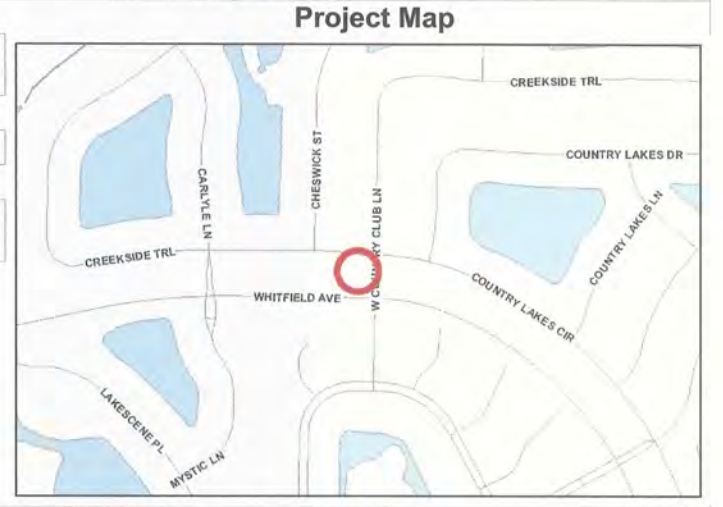 Project Map
CREEKSIDE TRL
COUNTRY LAKES DR
CHESWICK ST
CARLYLE LN
W COUNTRY CLUB LN
COUNTRY LAKES LN
CREEKSIDE TRL
WHITFIELD AVE
COUNTRY LAKES CIR
LAKESCENE PL
MYSTIC LN